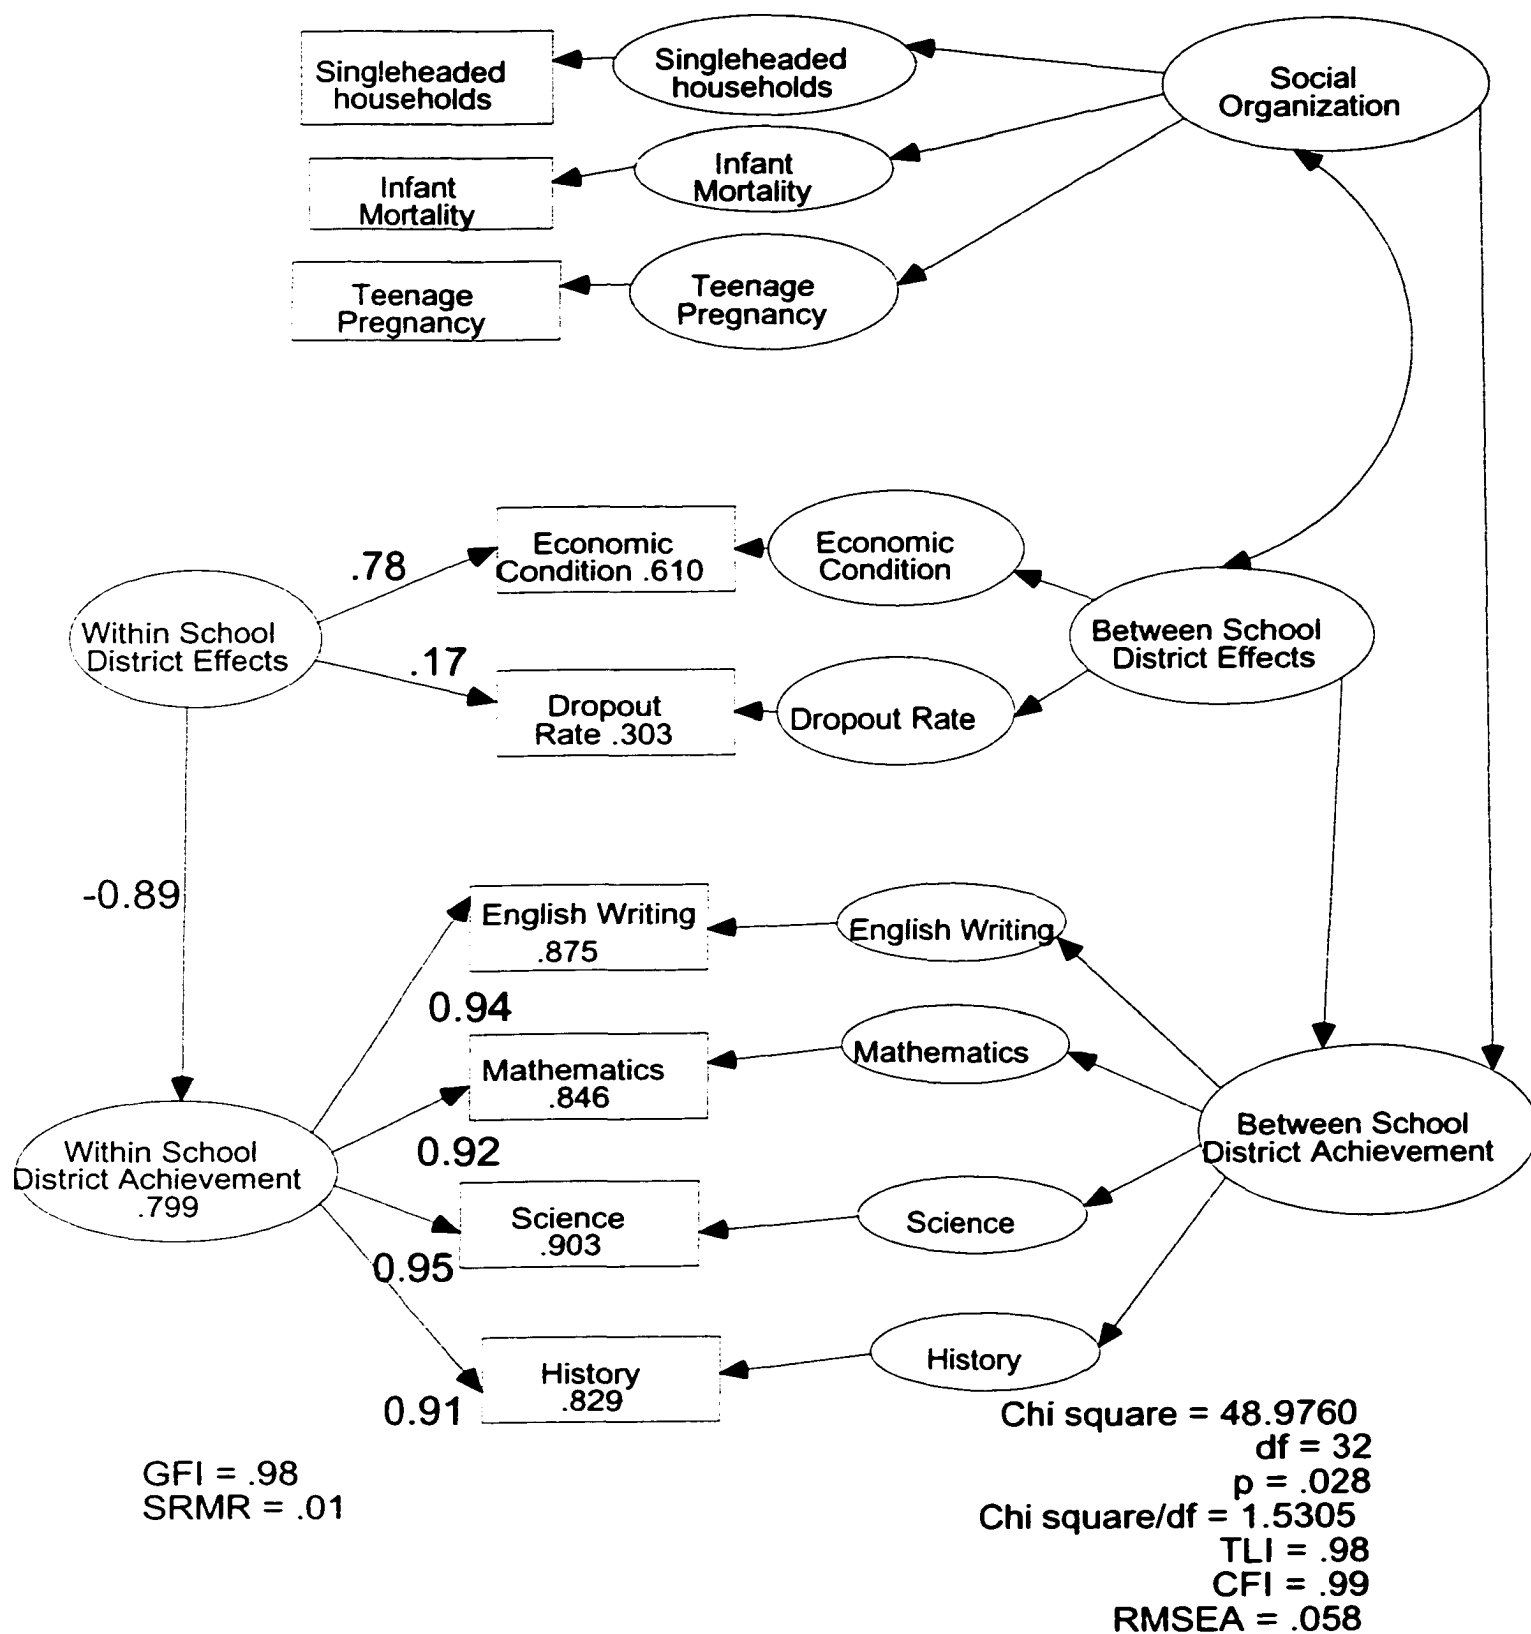 Singleheaded
households
Singleheaded
households
Social
Organization
Infant
Mortality
Infant
Mortality
Teenage
Pregnancy
Teenage
Pregnancy
.78
Economic
Condition .610
Economic
Condition
Within School
District Effects
Between School
District Effects
.17
Dropout
Rate .303
Dropout Rate
-0.89
English Writing
.875
English Writing
0.94
Mathematics
.846
Mathematics
0.92
Within School
District Achievement
.799
Between School
District Achievement
Science
.903
Science
0.95
History
.829
History
0.91
GFI = .98
SRMR = .01
Chi square = 48.9760
df = 32
p = .028
Chi square/df = 1.5305
TLI = .98
CFI = .99
RMSEA = .058